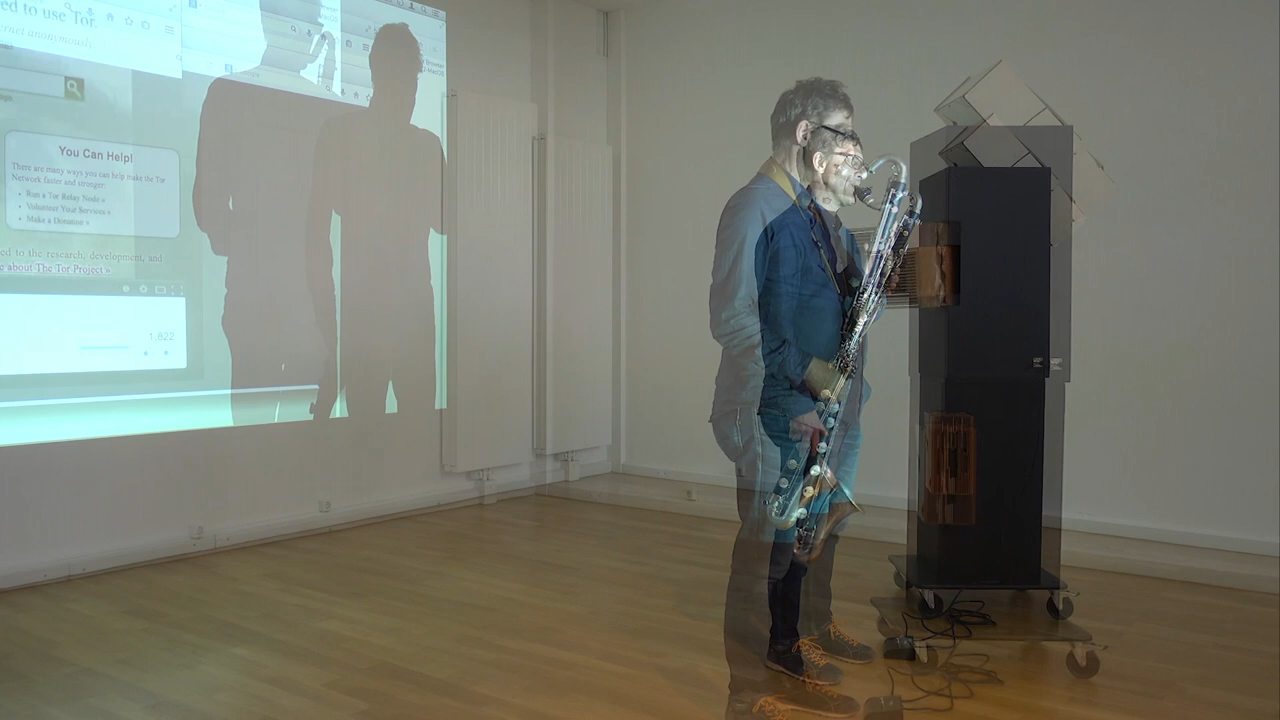 ed to use Tor
ernet anonymously.
You Can Help!
There are many ways you can help make the Tor
Network faster and stronger:
• Run a Tor Relay Node »
• Volunteer Your Services »
• Make a Donation »
ed to the research, development, and
e about The Tor Project »
1,822